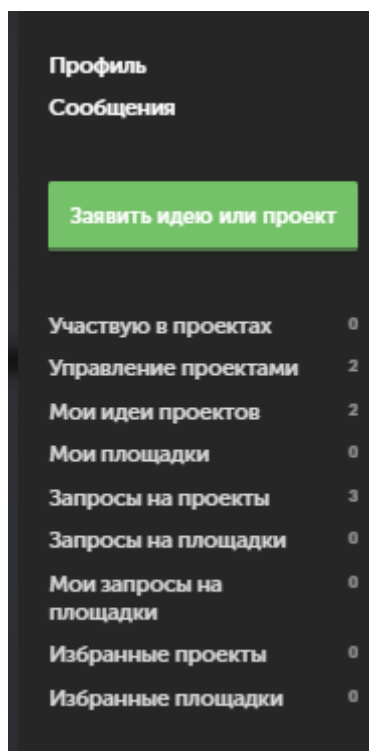 Профиль
Сообщения
Заявить идею или проект
Участвую в проектах 0
Управление проектами 2
Мои идеи проектов 2
Мои площадки 0
Запросы на проекты 3
Запросы на площадки 0
Мои запросы на 0
площадки
Избранные проекты 0
Избранные площадки 0